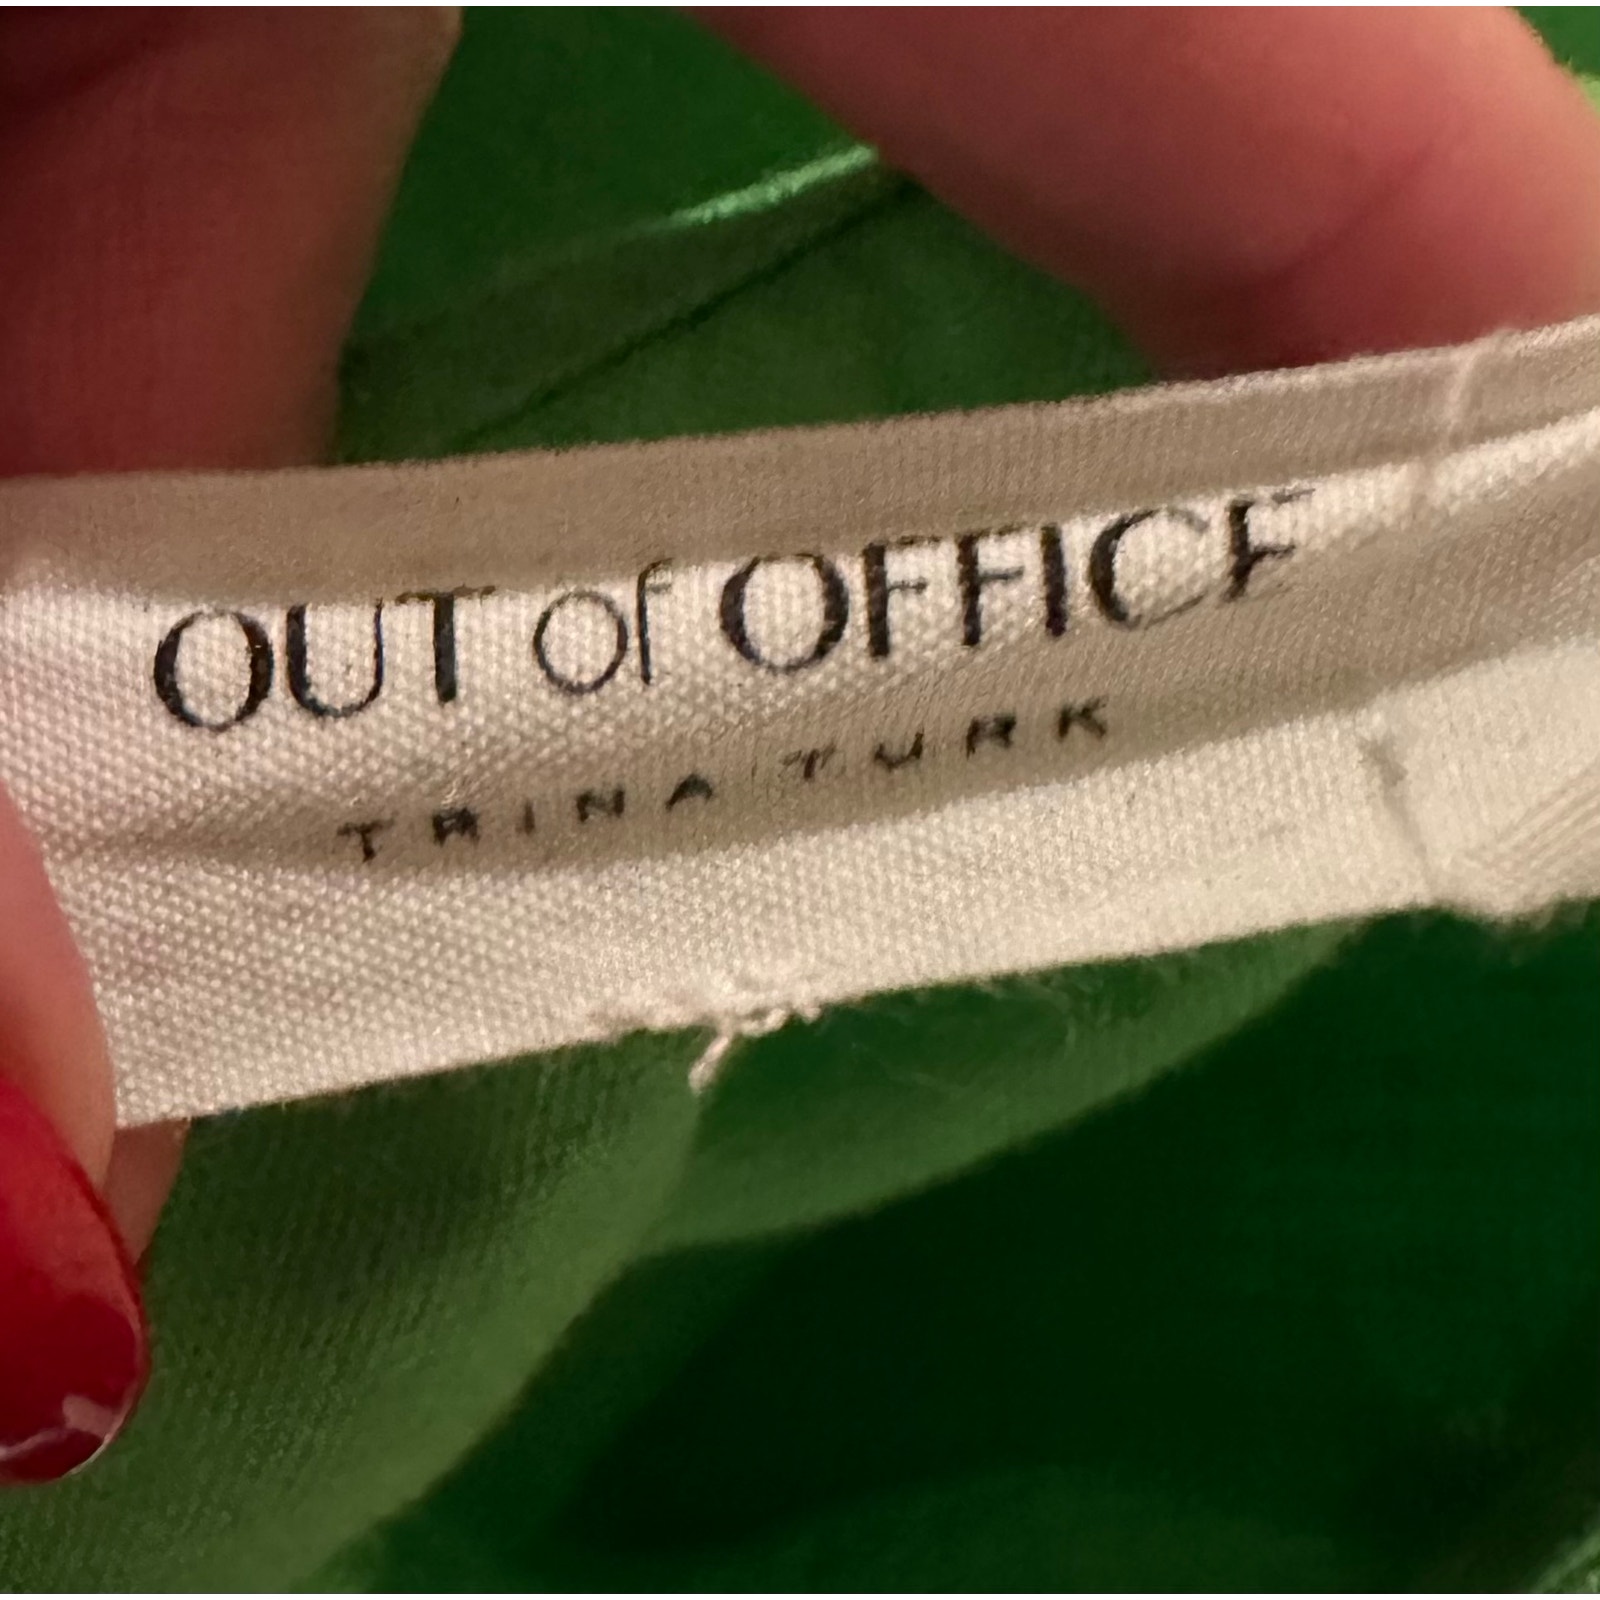 OUT of OFFICE
TRINA TURK